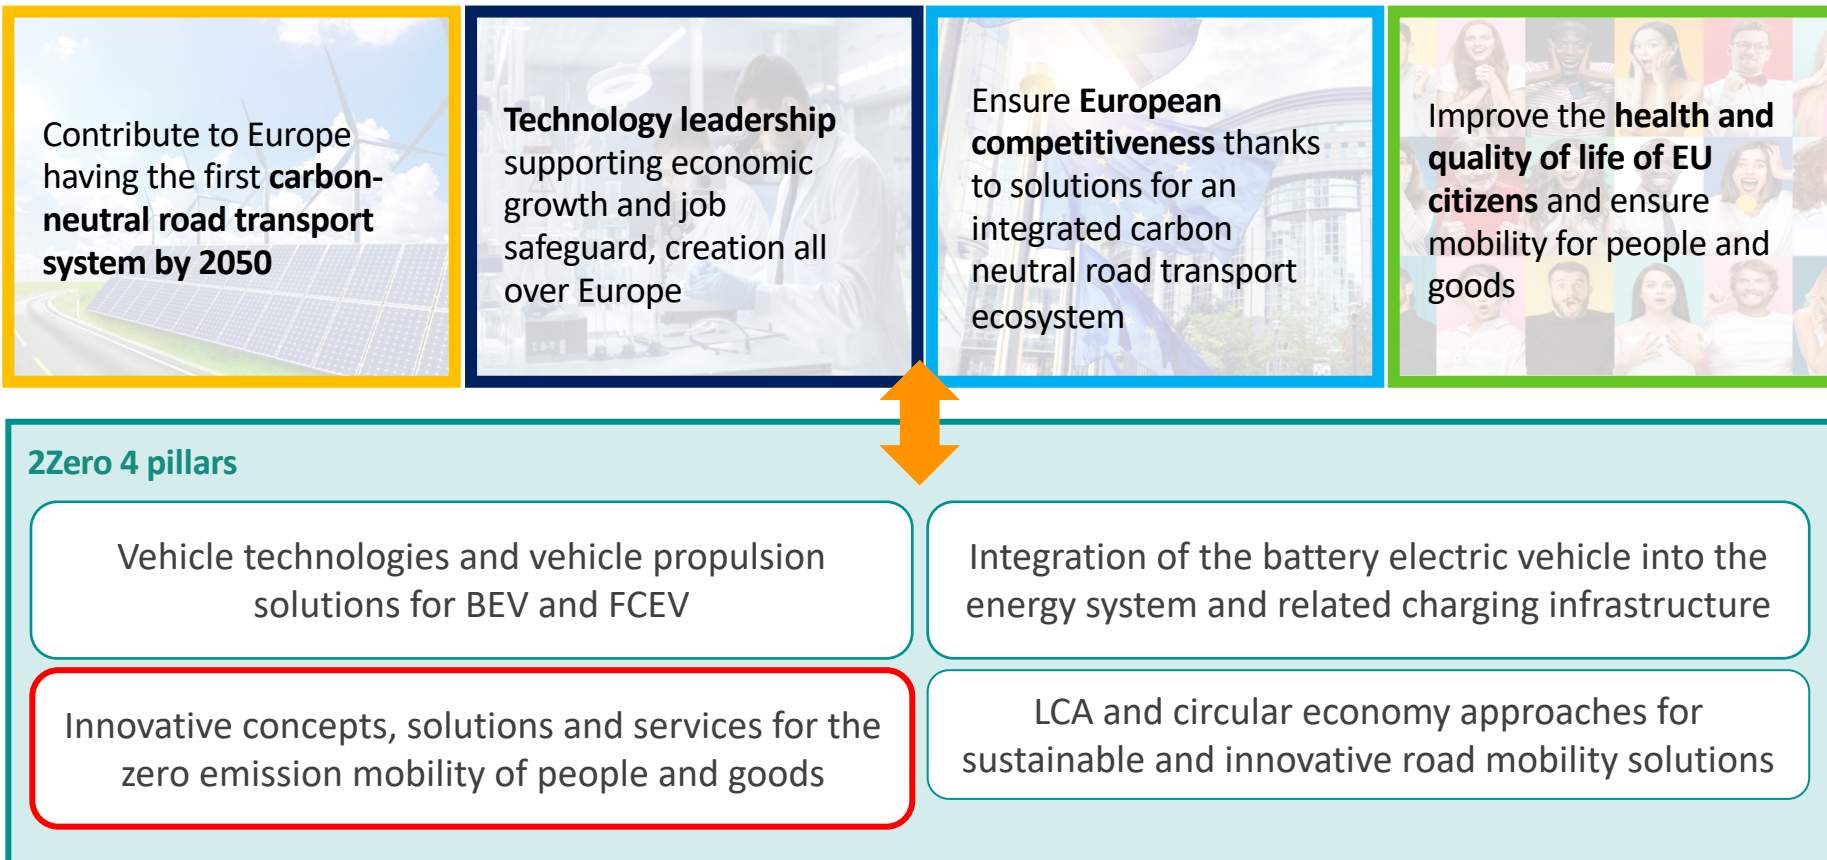 Contribute to Europe
having the first carbon-
neutral road transport
system by 2050
Technology leadership
supporting economic
growth and job
safeguard, creation all
over Europe
Ensure European
competitiveness thanks
to solutions for an
integrated carbon
neutral road transport
ecosystem
Improve the health and
quality of life of EU
citizens and ensure
mobility for people and
goods
2Zero 4 pillars
Vehicle technologies and vehicle propulsion
solutions for BEV and FCEV
Integration of the battery electric vehicle into the
energy system and related charging infrastructure
Innovative concepts, solutions and services for the
zero emission mobility of people and goods
LCA and circular economy approaches for
sustainable and innovative road mobility solutions